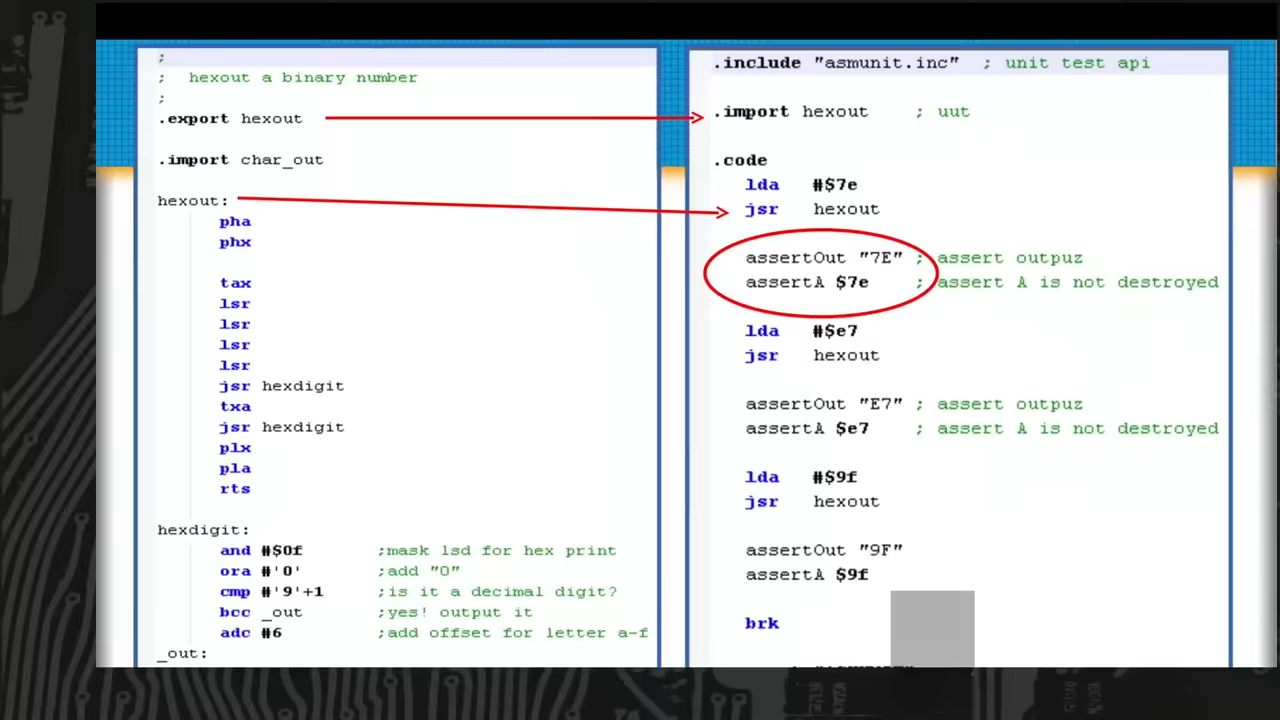 ;
; hexout a binary number
;
.export hexout
.import char_out
hexout:
pha
phx
tax
lsr
lsr
lsr
lsr
jsr hexdigit
txa
jsr hexdigit
plx
pla
rts
hexdigit:
and #$0f ;mask lsd for hex print
ora #'0' ;add "0"
cmp #'9'+1 ;is it a decimal digit?
bcc _out ;yes! output it
adc #6 ;add offset for letter a-f
_out:
.include "asmunit.inc" ; unit test api
.import hexout ; uut
.code
lda #$7e
jsr hexout
assertOut "7E" ; assert outpuz
assertA $7e ; assert A is not destroyed
lda #$e7
jsr hexout
assertOut "E7" ; assert outpuz
assertA $e7 ; assert A is not destroyed
lda #$9f
jsr hexout
assertOut "9F"
assertA $9f
brk